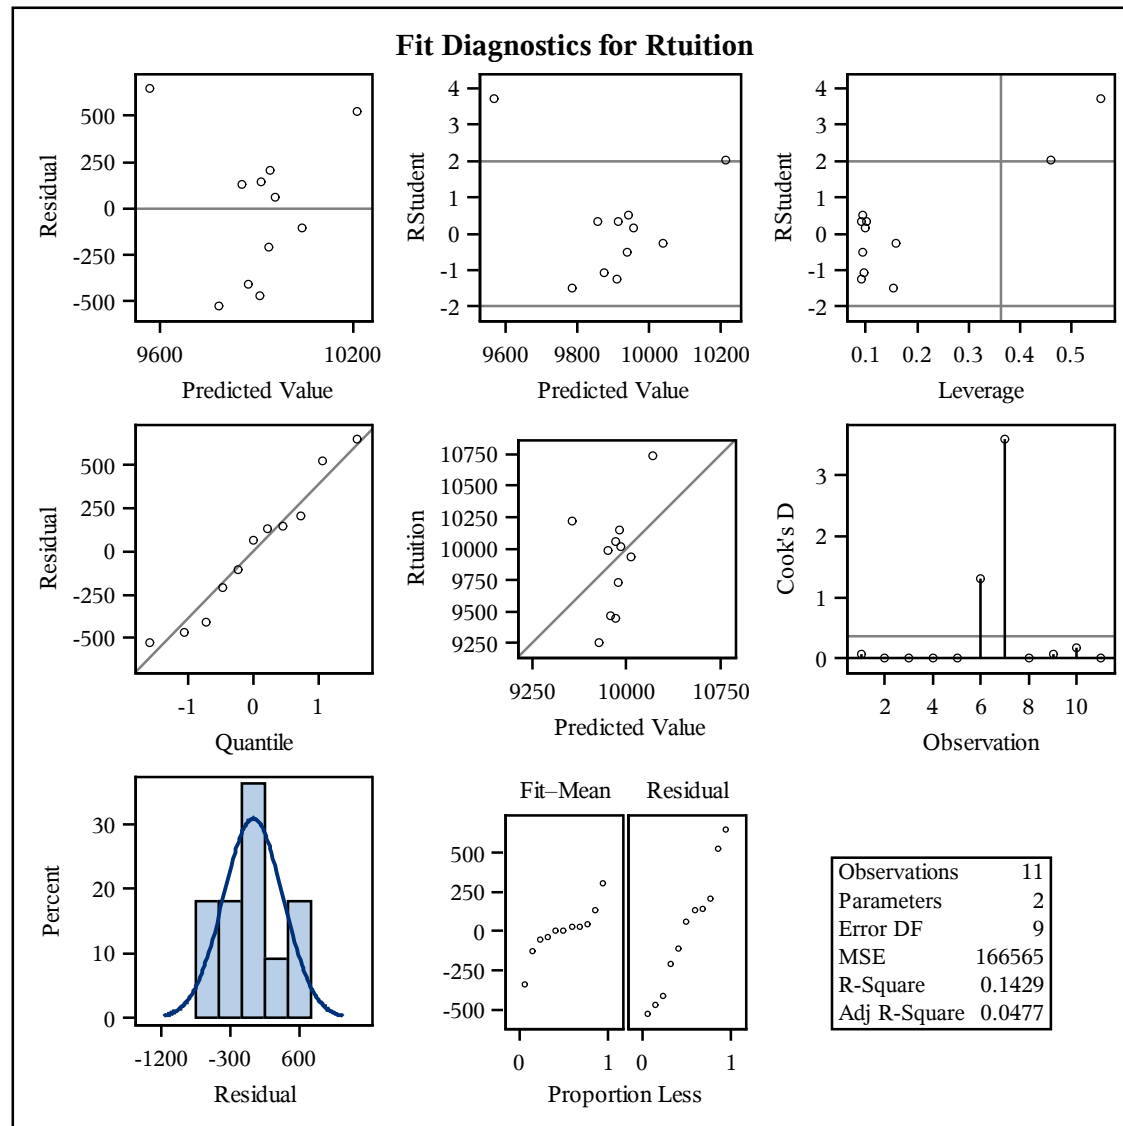 Fit Diagnostics for Rtuition
Residual
500
250
0
-250
-500
9600 10200
Predicted Value
RStudent
4
3
2
1
0
-1
-2
9600 9800 10000 10200
Predicted Value
RStudent
4
3
2
1
0
-1
-2
0.1 0.2 0.3 0.4 0.5
Leverage
Residual
500
250
0
-250
-500
-1 0 1
Quantile
Rtuition
10750
10500
10250
10000
9750
9500
9250
9250 10000 10750
Predicted Value
Cook's D
3
2
1
0
2 4 6 8 10
Observation
Percent
30
20
10
0
-1200 -300 600
Residual
Fit–Mean Residual
500
250
0
-250
-500
0 1 0 1
Proportion Less
Observations 11
Parameters 2
Error DF 9
MSE 166565
R-Square 0.1429
Adj R-Square 0.0477